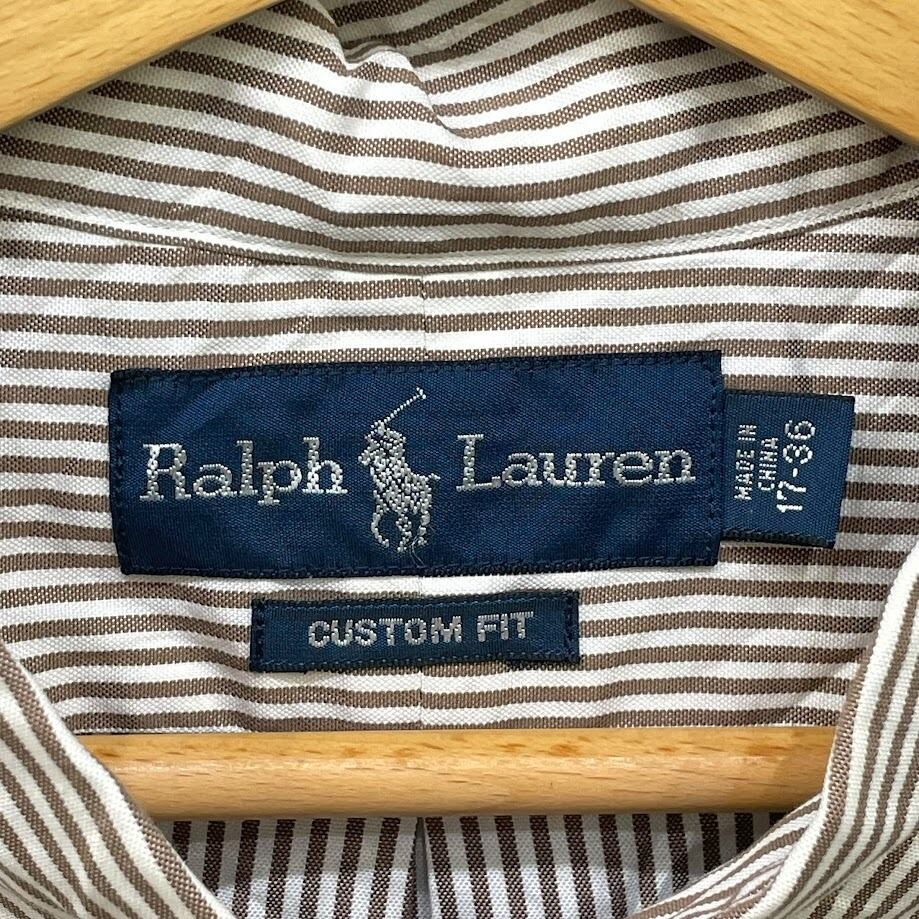 Ralph Lauren
MADE IN
CHINA
17-36
CUSTOM FIT